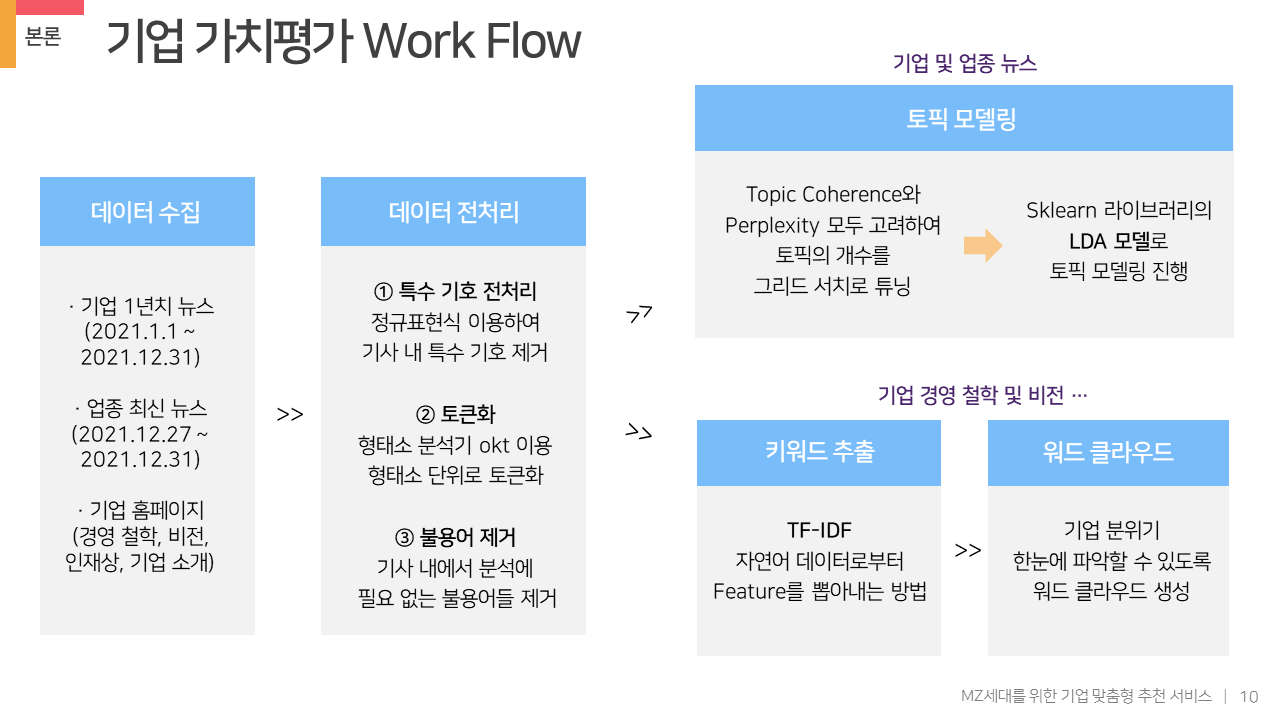 본론
기업 가치평가 Work Flow
데이터 수집
· 기업 1년치 뉴스
(2021.1.1 ~
2021.12.31)
· 업종 최신 뉴스
(2021.12.27 ~
2021.12.31)
· 기업 홈페이지
(경영 철학, 비전,
인재상, 기업 소개)
>>
데이터 전처리
① 특수 기호 전처리
정규표현식 이용하여
기사 내 특수 기호 제거
② 토큰화
형태소 분석기 okt 이용
형태소 단위로 토큰화
③ 불용어 제거
기사 내에서 분석에
필요 없는 불용어들 제거
>>
>>
기업 및 업종 뉴스
토픽 모델링
Topic Coherence와
Perplexity 모두 고려하여
토픽의 개수를
그리드 서치로 튜닝
Sklearn 라이브러리의
LDA 모델로
토픽 모델링 진행
기업 경영 철학 및 비전 …
키워드 추출
TF-IDF
자연어 데이터로부터
Feature를 뽑아내는 방법
>>
워드 클라우드
기업 분위기
한눈에 파악할 수 있도록
워드 클라우드 생성
MZ세대를 위한 기업 맞춤형 추천 서비스 | 10